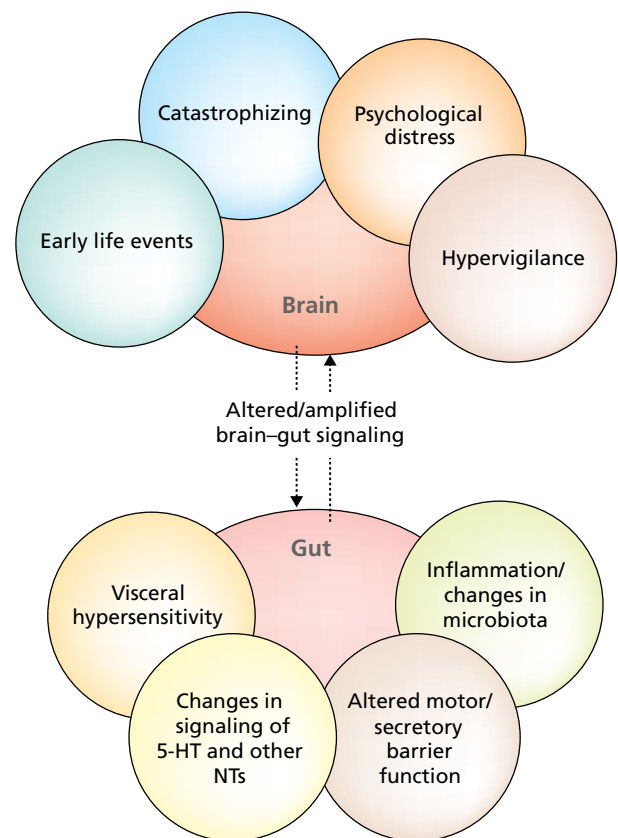 Catastrophizing
Psychological
distress
Early life events
Hypervigilance
Brain
Altered/amplified
brain–gut signaling
Gut
Visceral
hypersensitivity
Inflammation/
changes in
microbiota
Changes in
signaling of
5-HT and other
NTs
Altered motor/
secretory
barrier
function